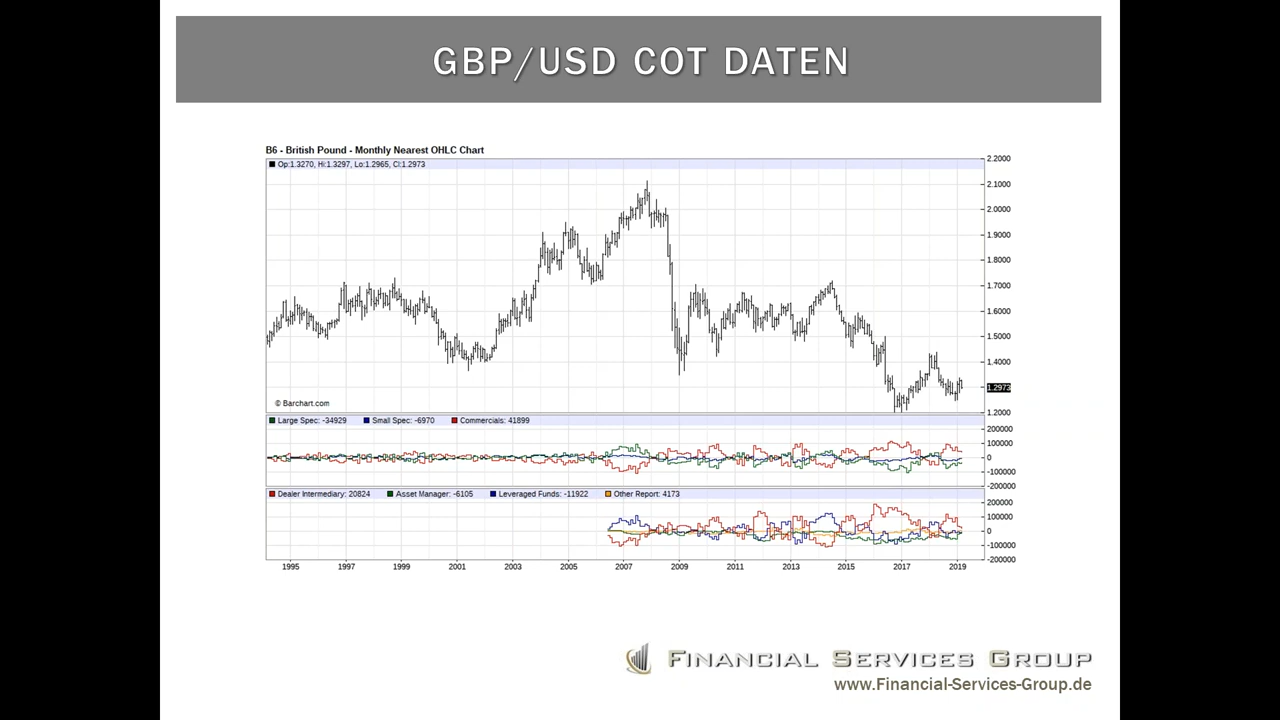 GBP/USD COT DATEN
B6 - British Pound - Monthly Nearest OHLC Chart
Op:1.3270, Hi:1.3297, Lo:1.2965, Cl:1.2973
2.2000
2.1000
2.0000
1.9000
1.8000
1.7000
1.6000
1.5000
1.4000
1.2973
1.2000
© Barchart.com
Large Spec: -34929 Small Spec: -6970 Commercials: 41899
200000
100000
0
-100000
-200000
Dealer Intermediary: 20824 Asset Manager: -6105 Leveraged Funds: -11922 Other Report: 4173
200000
100000
0
-100000
-200000
1995 1997 1999 2001 2003 2005 2007 2009 2011 2013 2015 2017 2019
Financial Services Group
www.Financial-Services-Group.de